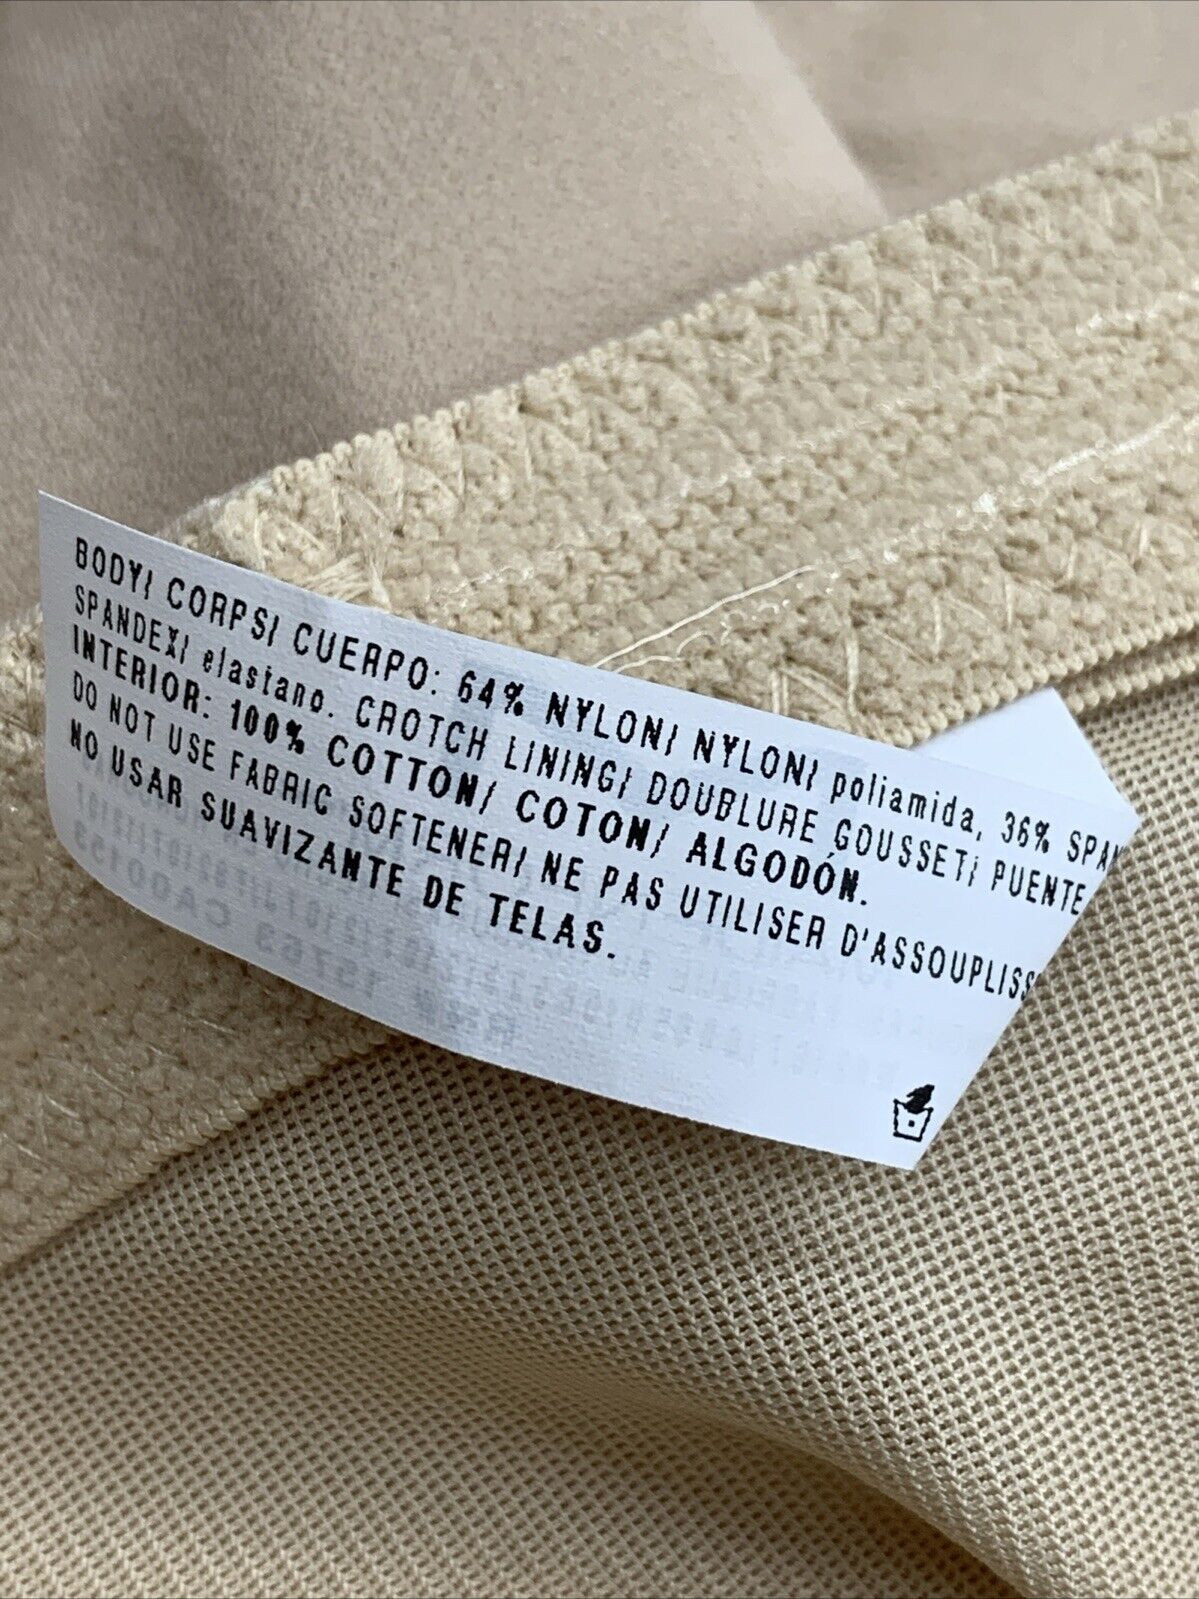 BODY/ CORPS/ CUERPO: 64% NYLON/ NYLON/ poliamida, 36% SPAN
SPANDEX/ elastano. CROTCH LINING/ DOUBLURE GOUSSET/ PUENTE
INTERIOR: 100% COTTON/ COTON/ ALGODÓN.
DO NOT USE FABRIC SOFTENER/ NE PAS UTILISER D'ASSOUPLISS
NO USAR SUAVIZANTE DE TELAS.